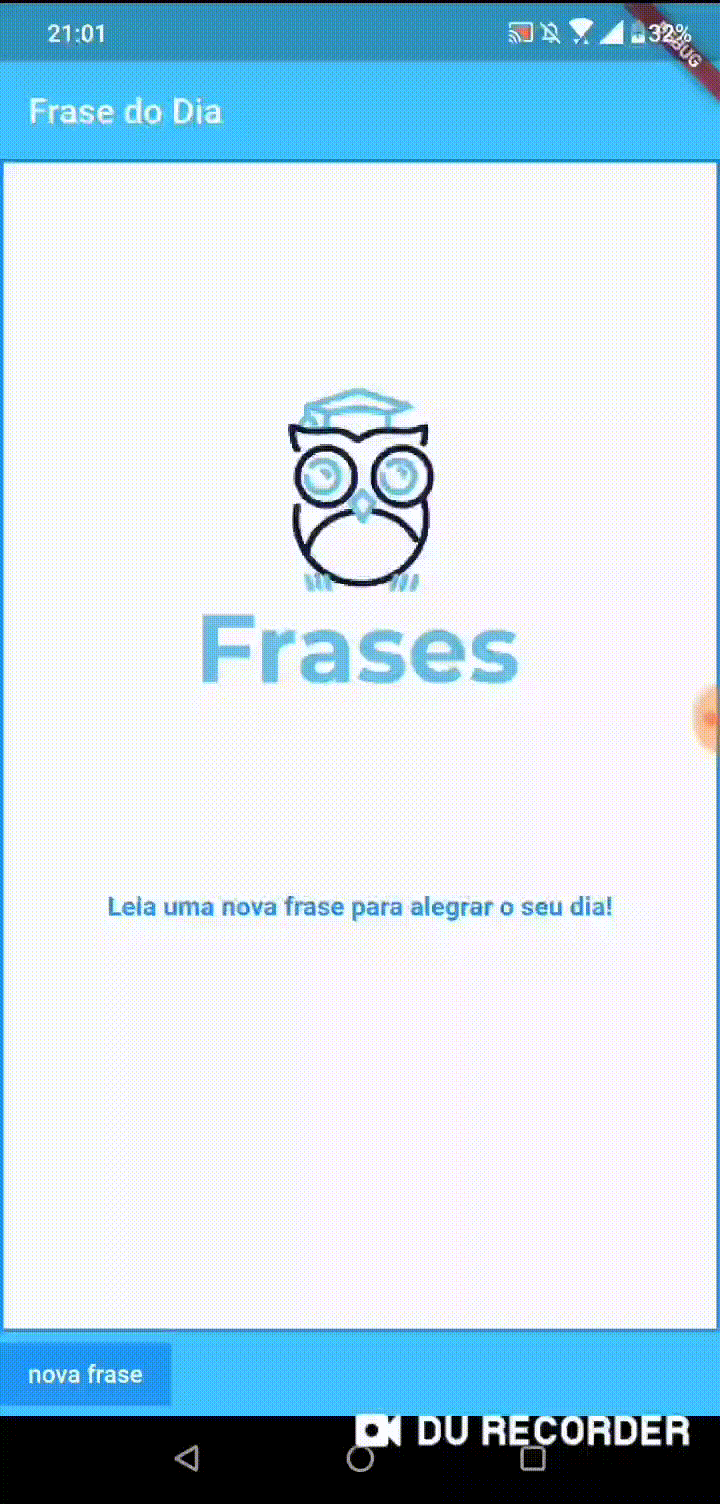 21:01
32%
DEBUG
Frase do Dia
Frases
Leia uma nova frase para alegrar o seu dia!
nova frase
DU RECORDER